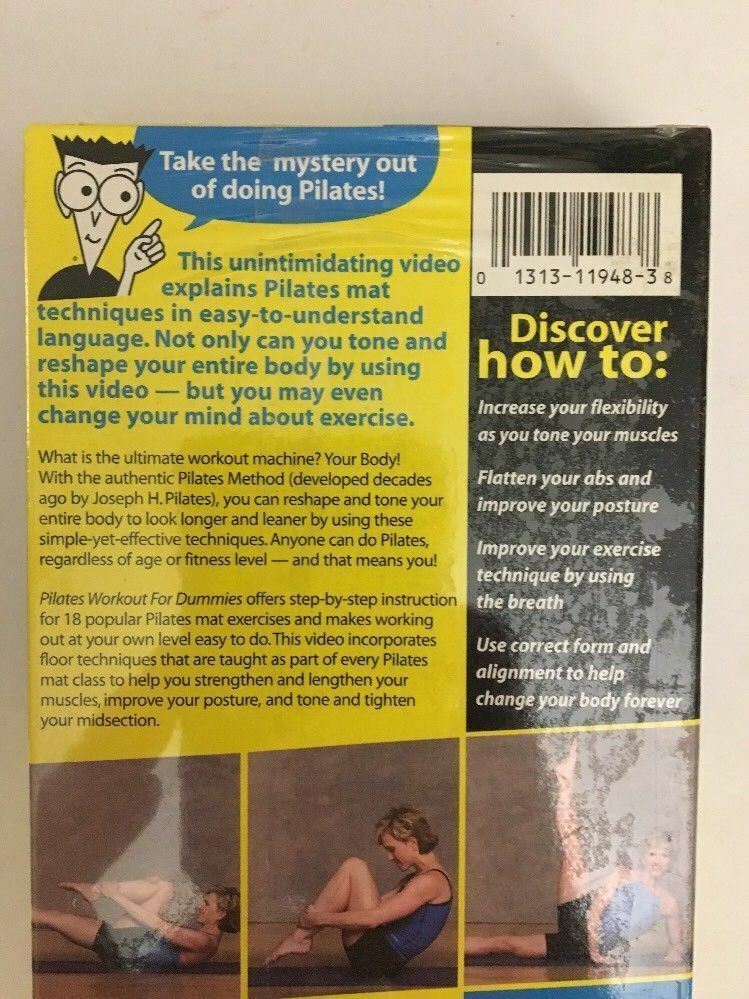 Take the mystery out
of doing Pilates!
This unintimidating video
explains Pilates mat
techniques in easy-to-understand
language. Not only can you tone and
reshape your entire body by using
this video — but you may even
change your mind about exercise.
What is the ultimate workout machine? Your Body!
With the authentic Pilates Method (developed decades
ago by Joseph H. Pilates), you can reshape and tone your
entire body to look longer and leaner by using these
simple-yet-effective techniques. Anyone can do Pilates,
regardless of age or fitness level — and that means you!
Pilates Workout For Dummies offers step-by-step instruction
for 18 popular Pilates mat exercises and makes working
out at your own level easy to do. This video incorporates
floor techniques that are taught as part of every Pilates
mat class to help you strengthen and lengthen your
muscles, improve your posture, and tone and tighten
your midsection.
0 1313-11948-3 8
Discover
how to:
Increase your flexibility
as you tone your muscles
Flatten your abs and
improve your posture
Improve your exercise
technique by using
the breath
Use correct form and
alignment to help
change your body forever